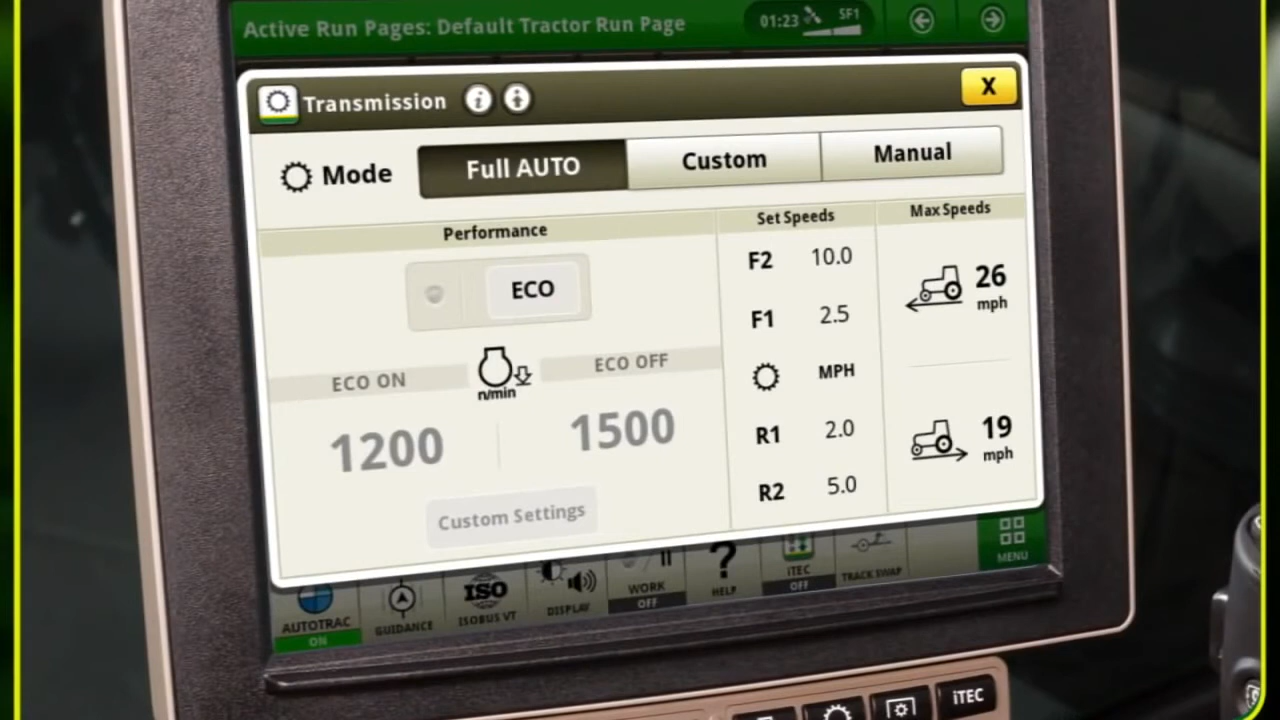 Active Run Pages: Default Tractor Run Page
01:23 SF1
Transmission
X
Mode
Full AUTO
Custom
Manual
Performance
ECO
ECO ON
n/min
ECO OFF
1200
1500
Custom Settings
Set Speeds
F2 10.0
F1 2.5
MPH
R1 2.0
R2 5.0
Max Speeds
26
mph
19
mph
AUTOTRAC
ON
GUIDANCE
ISO
ISOBUS VT
DISPLAY
WORK
OFF
?
HELP
iTEC
OFF
TRACK SWAP
MENU
iTEC